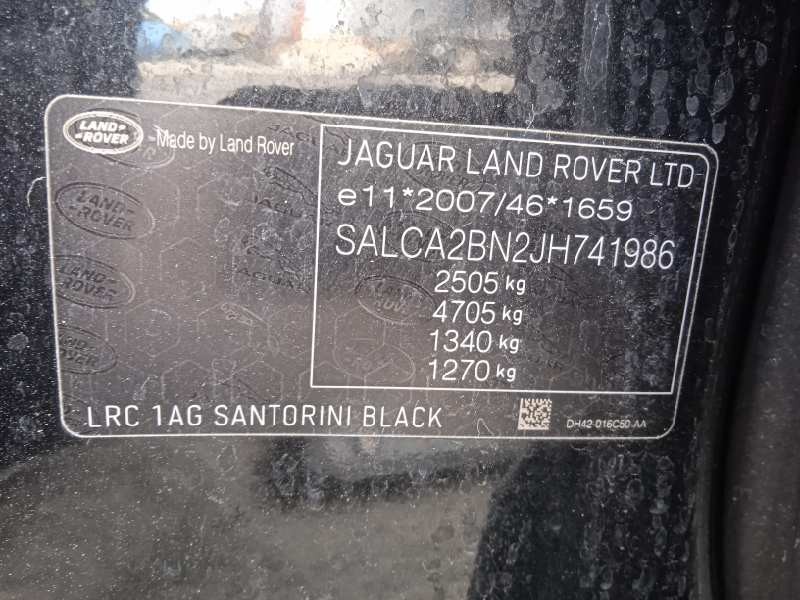 LAND-
-ROVER
Made by Land Rover
JAGUAR LAND ROVER LTD
e11*2007/46*1659
SALCA2BN2JH741986
2505 kg
4705 kg
1340 kg
1270 kg
LRC 1AG SANTORINI BLACK
DH42-016C50-AA